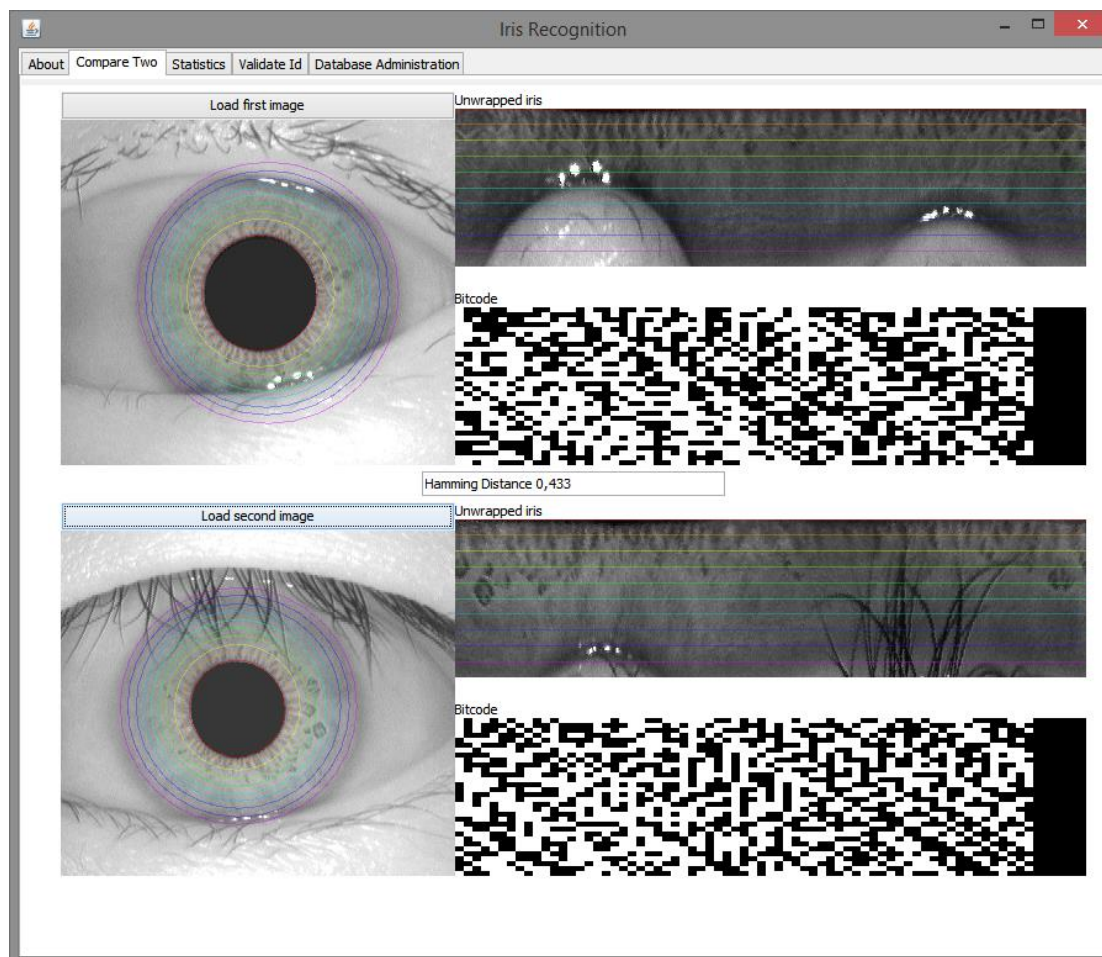 Iris Recognition
About Compare Two Statistics Validate Id Database Administration
Load first image
Unwrapped iris
Bitcode
Hamming Distance 0,433
Load second image
Unwrapped iris
Bitcode